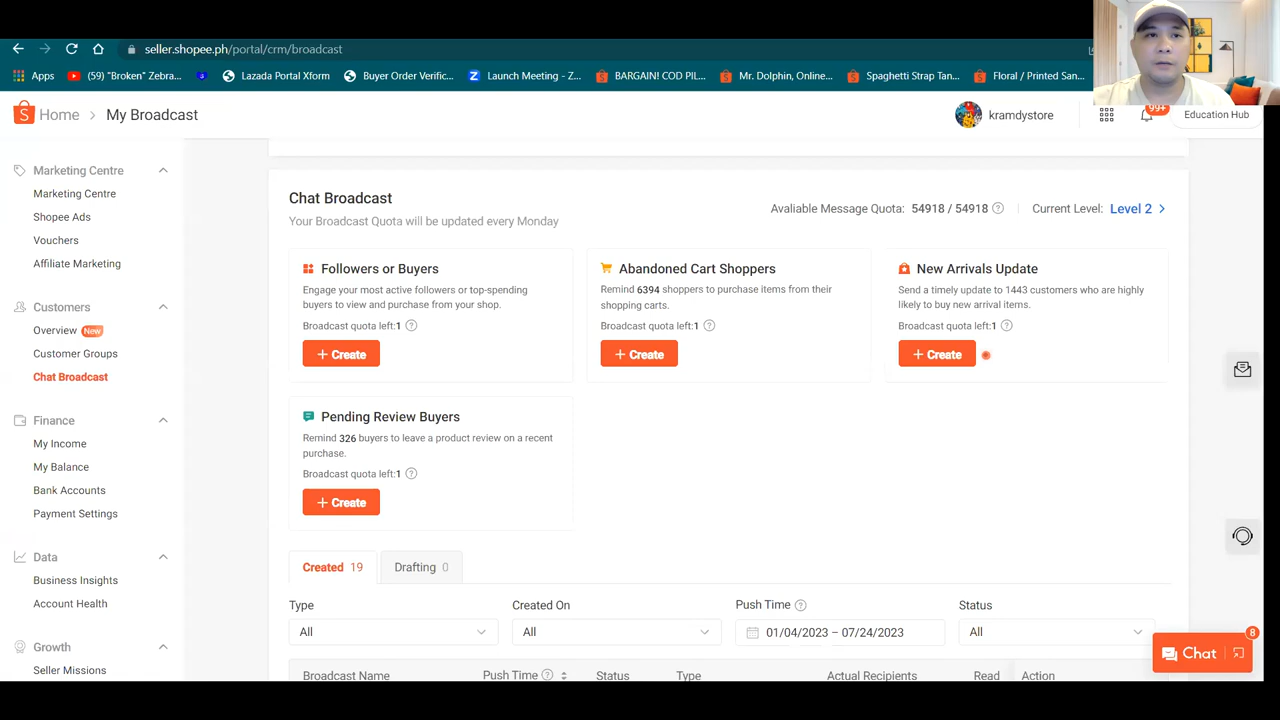 seller.shopee.ph/portal/crm/broadcast
Apps
(59) "Broken" Zebra...
Lazada Portal Xform
Buyer Order Verific...
Launch Meeting - Z...
BARGAIN! COD PIL...
Mr. Dolphin, Online...
Spaghetti Strap Tan...
Floral / Printed San...
Home > My Broadcast
kramdystore
99+
Education Hub
Marketing Centre
Marketing Centre
Shopee Ads
Vouchers
Affiliate Marketing
Customers
Overview New
Customer Groups
Chat Broadcast
Finance
My Income
My Balance
Bank Accounts
Payment Settings
Data
Business Insights
Account Health
Growth
Seller Missions
Chat Broadcast
Your Broadcast Quota will be updated every Monday
Avaliable Message Quota: 54918 / 54918
Current Level: Level 2 >
Followers or Buyers
Engage your most active followers or top-spending
buyers to view and purchase from your shop.
Broadcast quota left:1
+ Create
Abandoned Cart Shoppers
Remind 6394 shoppers to purchase items from their
shopping carts.
Broadcast quota left:1
+ Create
New Arrivals Update
Send a timely update to 1443 customers who are highly
likely to buy new arrival items.
Broadcast quota left:1
+ Create
Pending Review Buyers
Remind 326 buyers to leave a product review on a recent
purchase.
Broadcast quota left:1
+ Create
Created 19
Drafting 0
Type
Created On
Push Time
Status
All
All
01/04/2023 – 07/24/2023
All
Broadcast Name
Push Time
Status
Type
Actual Recipients
Read
Action
Chat
8